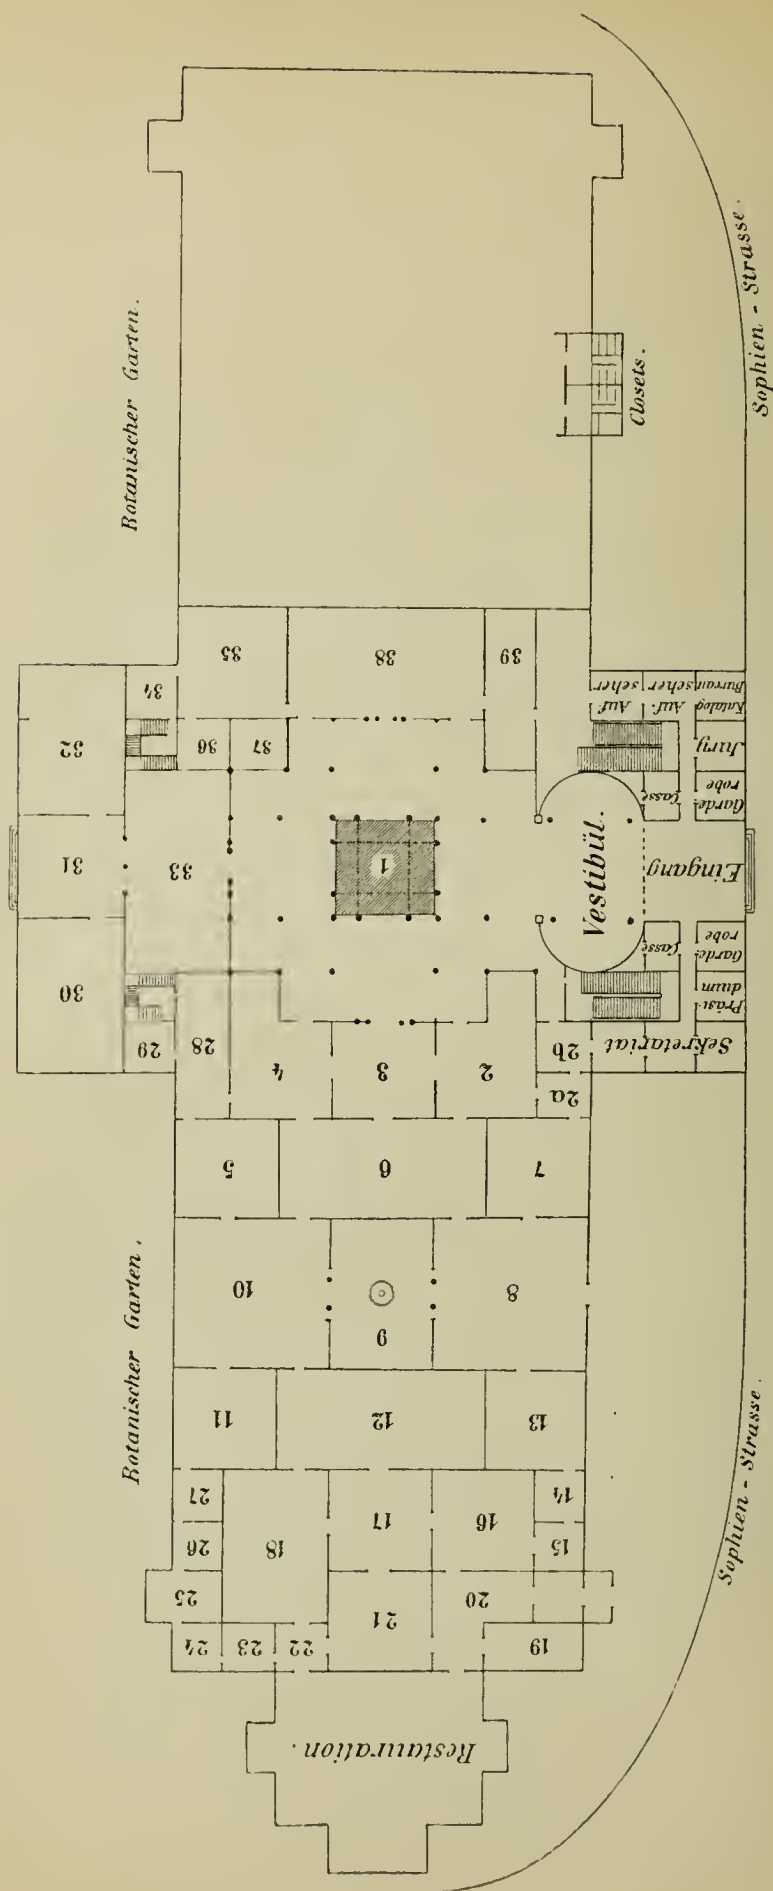 Botanischer Garten.
Sophien - Strasse.
Closets.
35
38
39
34
32
36
37
Auf-
seher
Auf-
seher
Katalog
Bureau
Jury
Garde-
robe
Casse
31
33
1
Vestibül.
Eingang
Casse
Garde-
robe
Präsi-
dium
Sekretariat
30
29
28
4
3
2
2b
2a
5
6
7
Botanischer Garten.
10
9
8
11
12
13
27
26
18
17
16
14
15
25
24
23
22
21
20
19
Sophien - Strasse.
Restauration.